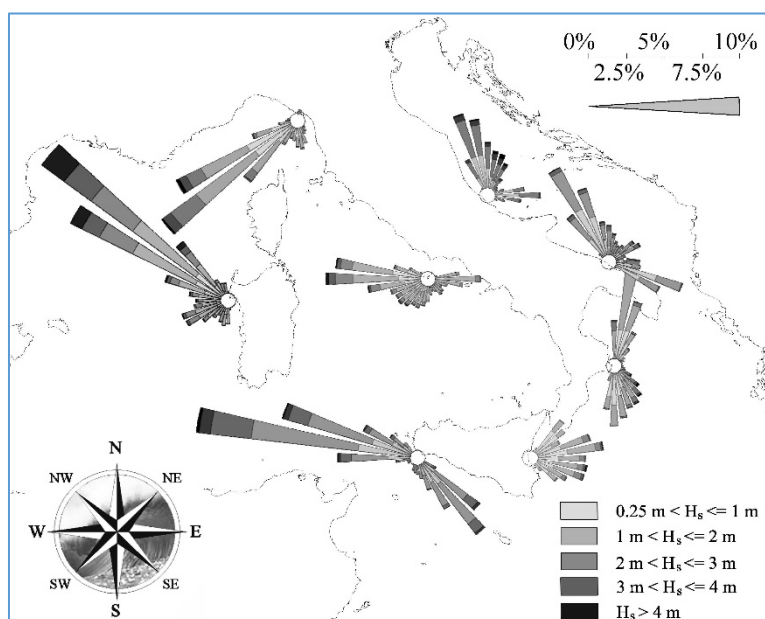 0% 5% 10%
2.5% 7.5%
N
NW NE
W E
SW SE
S
0.25 m < Hₛ <= 1 m
1 m < Hₛ <= 2 m
2 m < Hₛ <= 3 m
3 m < Hₛ <= 4 m
Hₛ > 4 m